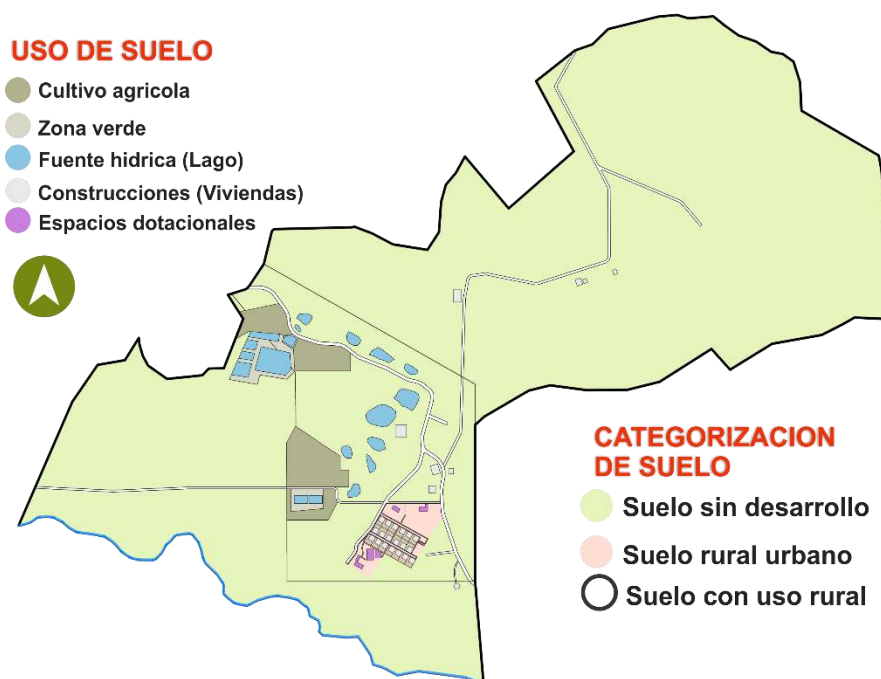 USO DE SUELO
Cultivo agricola
Zona verde
Fuente hidrica (Lago)
Construcciones (Viviendas)
Espacios dotacionales
CATEGORIZACION
DE SUELO
Suelo sin desarrollo
Suelo rural urbano
Suelo con uso rural